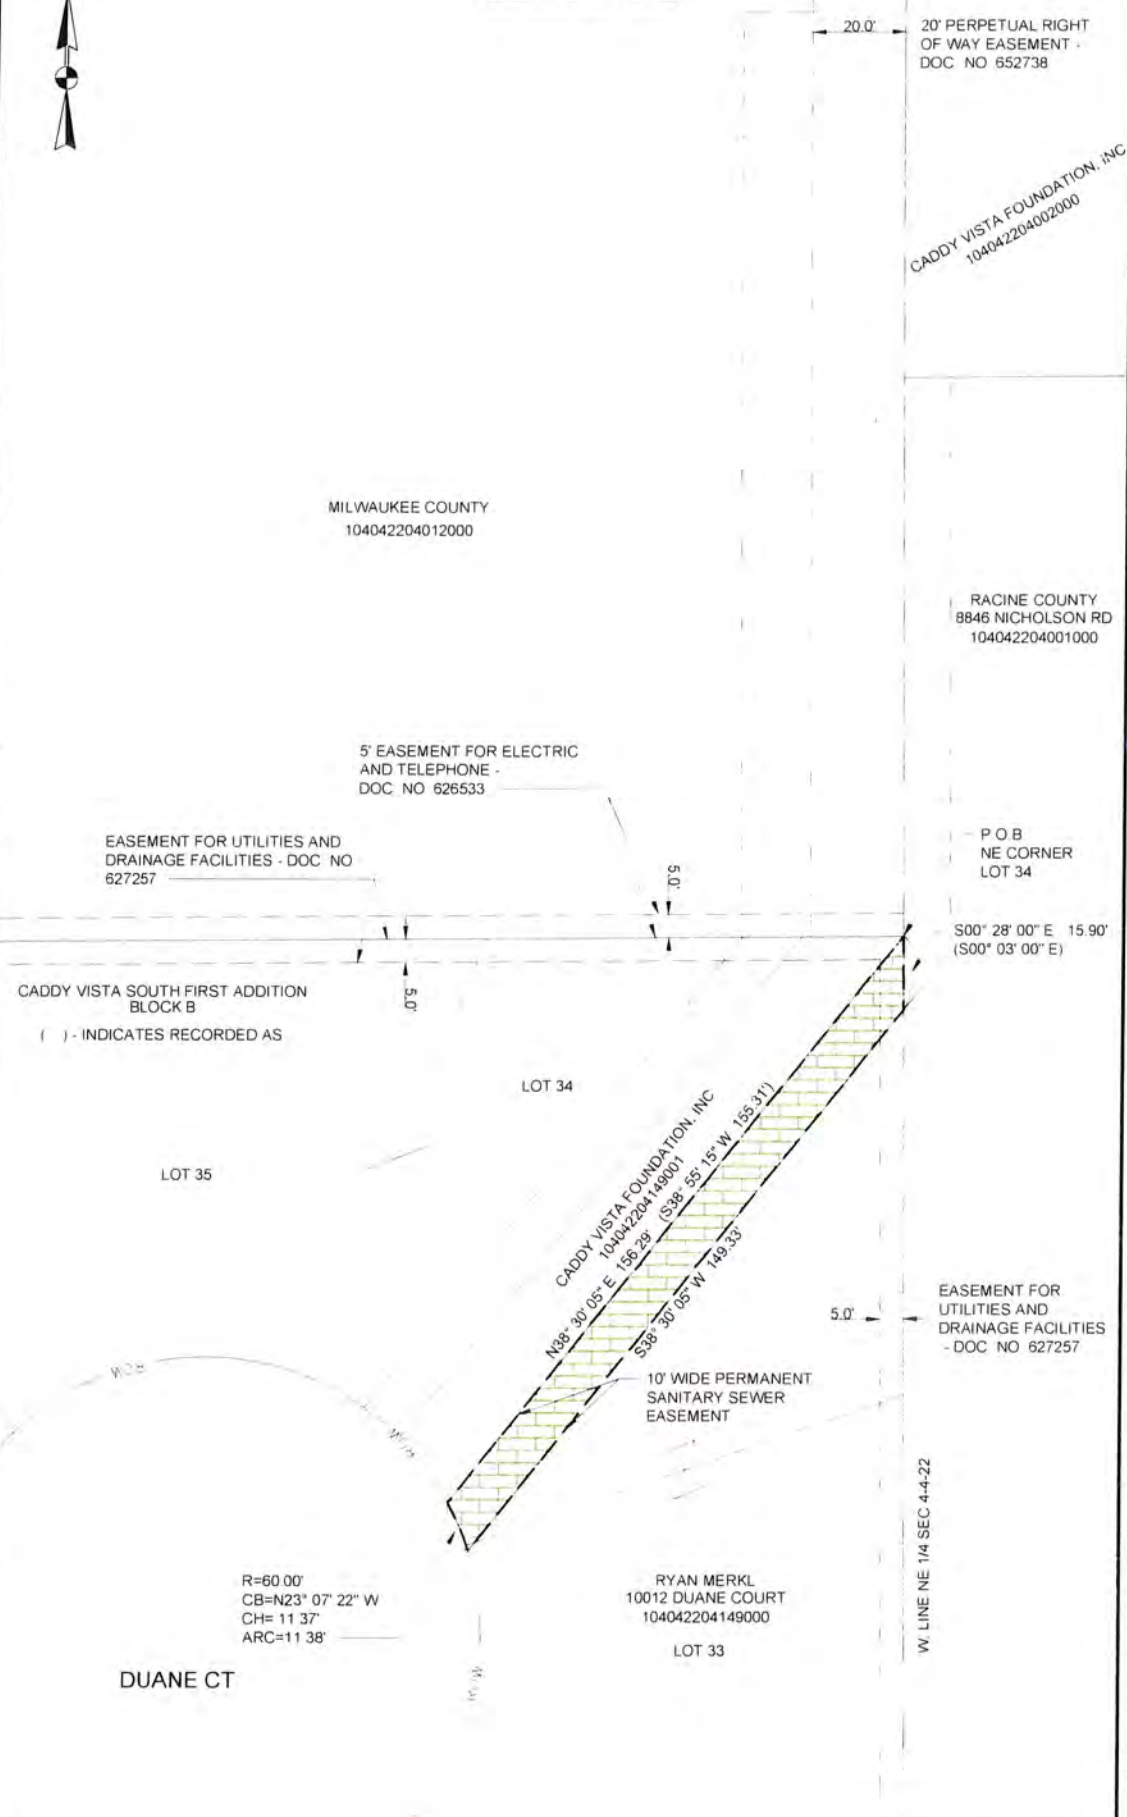 20.0'
20' PERPETUAL RIGHT
OF WAY EASEMENT -
DOC NO 652738
CADDY VISTA FOUNDATION, INC
104042204002000
MILWAUKEE COUNTY
104042204012000
RACINE COUNTY
8846 NICHOLSON RD
104042204001000
5' EASEMENT FOR ELECTRIC
AND TELEPHONE -
DOC NO 626533
EASEMENT FOR UTILITIES AND
DRAINAGE FACILITIES - DOC NO
627257
P O B
NE CORNER
LOT 34
5.0'
S00° 28' 00" E 15.90'
(S00° 03' 00" E)
5.0'
CADDY VISTA SOUTH FIRST ADDITION
BLOCK B
( ) - INDICATES RECORDED AS
LOT 34
LOT 35
CADDY VISTA FOUNDATION, INC
104042204149001
N38° 30' 05" E 156.29' (S38° 55' 15" W 155.31')
S38° 30' 05" W 149.33'
5.0'
EASEMENT FOR
UTILITIES AND
DRAINAGE FACILITIES
- DOC NO 627257
10' WIDE PERMANENT
SANITARY SEWER
EASEMENT
W. LINE NE 1/4 SEC 4-4-22
R=60 00'
CB=N23° 07' 22" W
CH= 11 37'
ARC=11 38'
RYAN MERKL
10012 DUANE COURT
104042204149000
LOT 33
DUANE CT